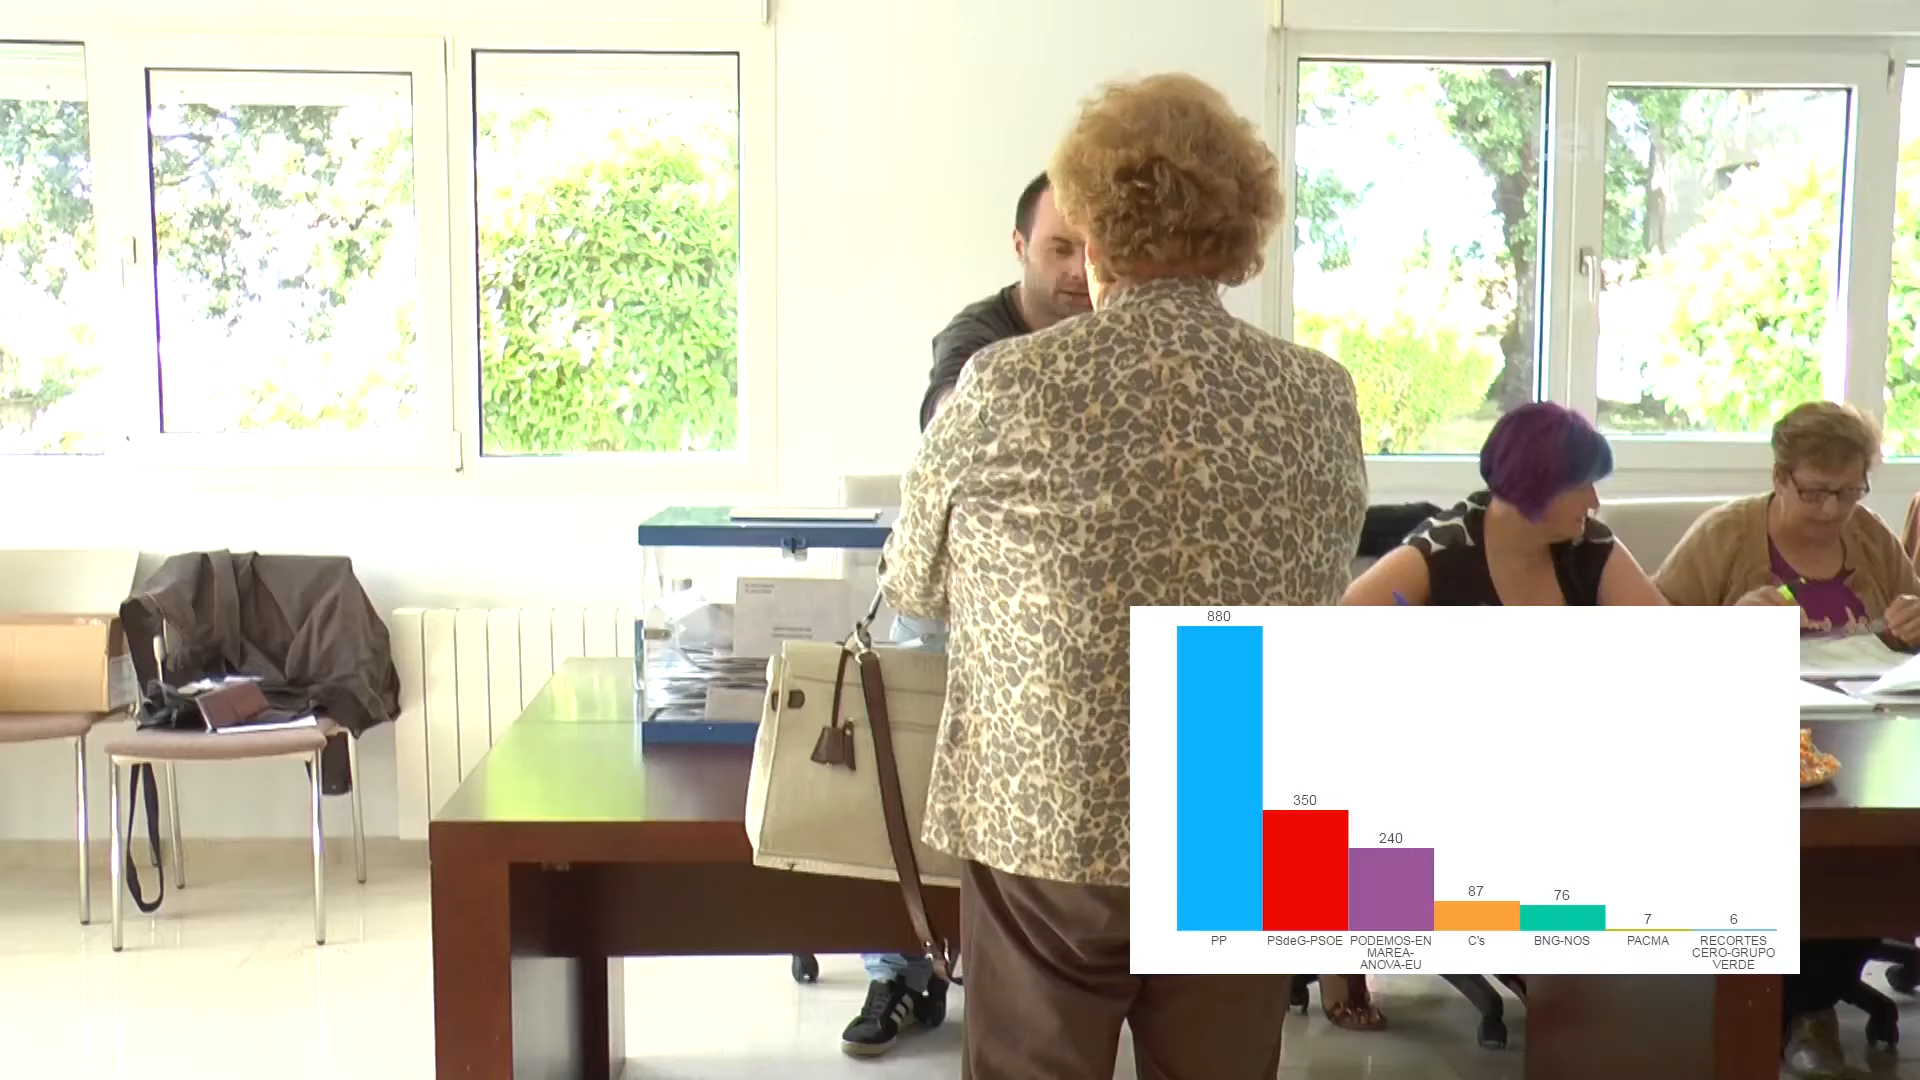 880
350
240
87
76
7
6
PP
PSdeG-PSOE
PODEMOS-EN
MAREA-
ANOVA-EU
C's
BNG-NOS
PACMA
RECORTES
CERO-GRUPO
VERDE